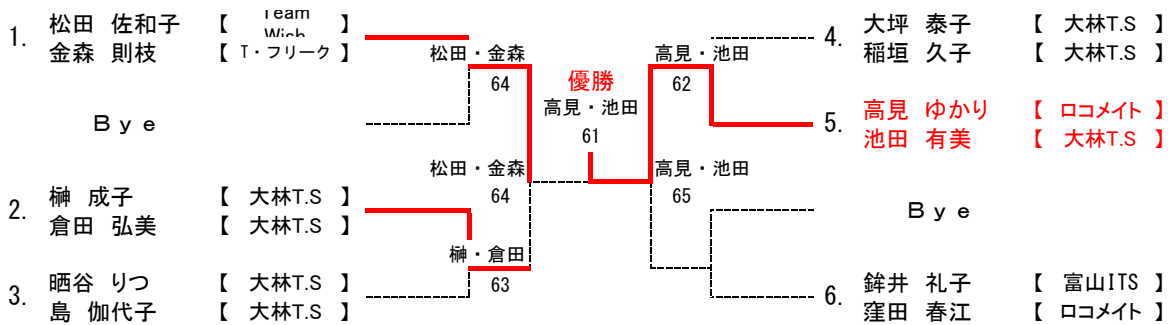 1. 松田 佐和子 【 Team Wish 】
金森 則枝 【 T・フリーク 】
Bye
2. 榊 成子 【 大林T.S 】
倉田 弘美 【 大林T.S 】
3. 晒谷 りつ 【 大林T.S 】
島 伽代子 【 大林T.S 】
松田・金森
64
松田・金森
64
榊・倉田
63
優勝
高見・池田
61
高見・池田
62
高見・池田
65
4. 大坪 泰子 【 大林T.S 】
稲垣 久子 【 大林T.S 】
5. 高見 ゆかり 【 ロコメイト 】
池田 有美 【 大林T.S 】
Bye
6. 鉾井 礼子 【 富山ITS 】
窪田 春江 【 ロコメイト 】